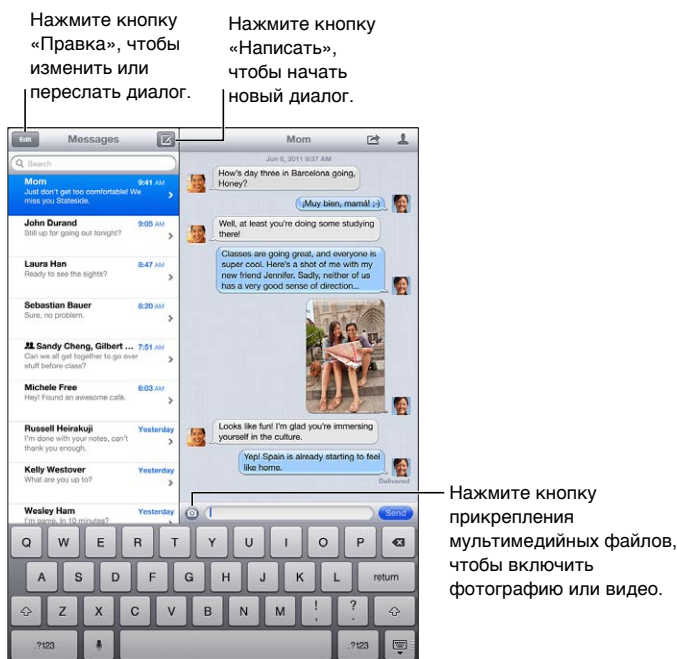 Нажмите кнопку
«Правка», чтобы
изменить или
переслать диалог.
Нажмите кнопку
«Написать»,
чтобы начать
новый диалог.
Edit
Messages
Mom
Search
Jun 6, 2011 9:37 AM
Mom 9:41 AM
Just don't get too comfortable! We
miss you Stateside.
John Durand 9:05 AM
Still up for going out tonight?
Laura Han 8:47 AM
Ready to see the sights?
Sebastian Bauer 8:20 AM
Sure, no problem.
Sandy Cheng, Gilbert ... 7:51 AM
Can we all get together to go over
stuff before class?
Michele Free 6:03 AM
Hey! Found an awesome café.
Russell Heirakuji Yesterday
I'm done with your notes, can't
thank you enough.
Kelly Westover Yesterday
What are you up to?
Wesley Ham Yesterday
I'm game. In 10 minutes?
How's day three in Barcelona going,
Honey?
¡Muy bien, mamá! ;-)
Well, at least you're doing some studying
there!
Classes are going great, and everyone is
super cool. Here's a shot of me with my
new friend Jennifer. Sadly, neither of us
has a very good sense of direction...
Looks like fun! I'm glad you're immersing
yourself in the culture.
Yep! Spain is already starting to feel
like home.
Delivered
Send
Нажмите кнопку
прикрепления
мультимедийных файлов,
чтобы включить
фотографию или видео.
Q W E R T Y U I O P
A S D F G H J K L return
Z X C V B N M ! , ? .
.?123 .?123